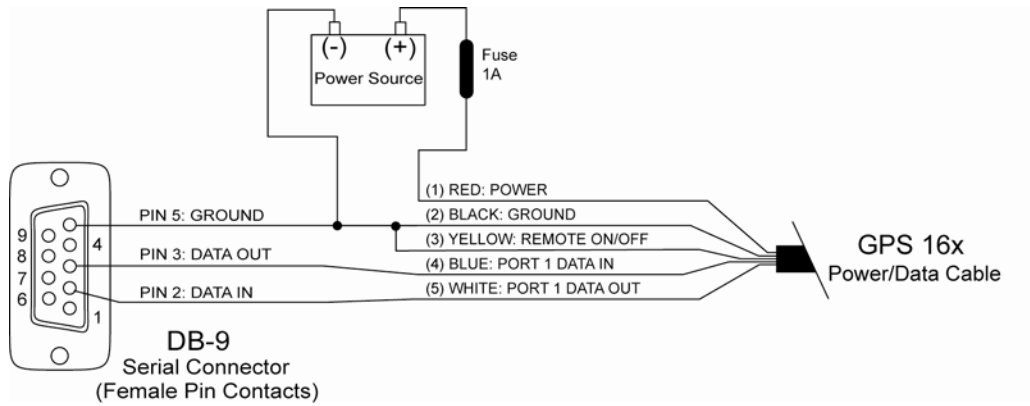 (-) (+)
Power Source
Fuse
1A
(1) RED: POWER
PIN 5: GROUND
(2) BLACK: GROUND
(3) YELLOW: REMOTE ON/OFF
PIN 3: DATA OUT
(4) BLUE: PORT 1 DATA IN
PIN 2: DATA IN
(5) WHITE: PORT 1 DATA OUT
9
8
7
6
4
1
GPS 16x
Power/Data Cable
DB-9
Serial Connector
(Female Pin Contacts)